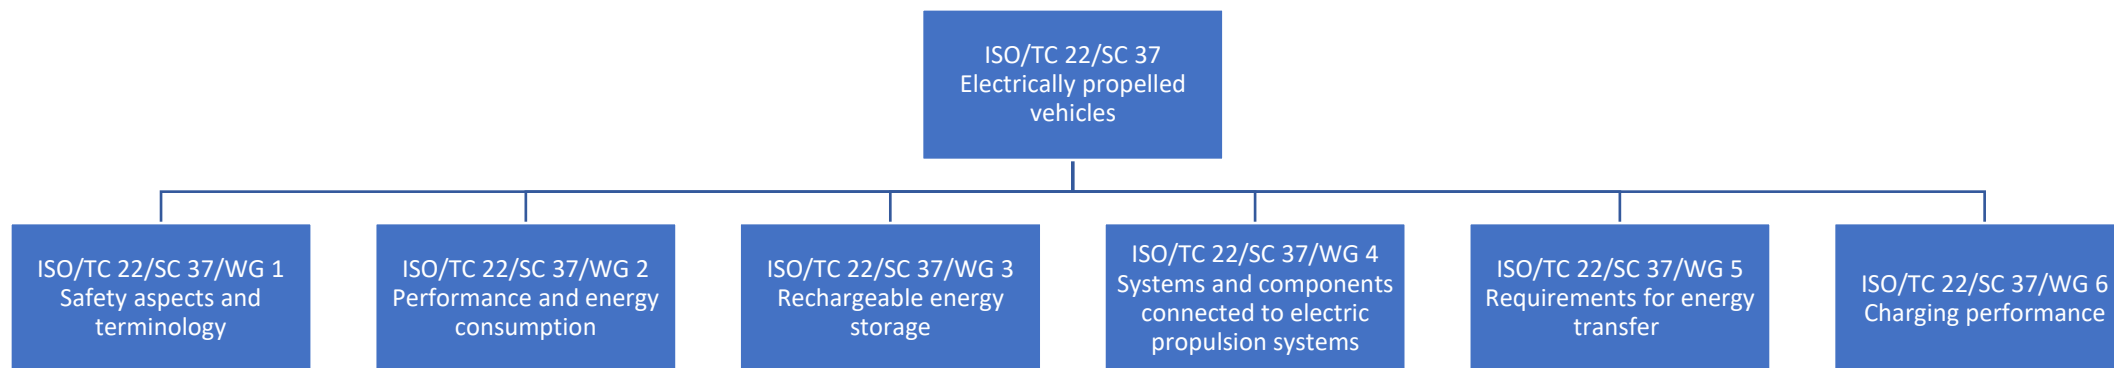 ISO/TC 22/SC 37
Electrically propelled
vehicles
ISO/TC 22/SC 37/WG 1
Safety aspects and
terminology
ISO/TC 22/SC 37/WG 2
Performance and energy
consumption
ISO/TC 22/SC 37/WG 3
Rechargeable energy
storage
ISO/TC 22/SC 37/WG 4
Systems and components
connected to electric
propulsion systems
ISO/TC 22/SC 37/WG 5
Requirements for energy
transfer
ISO/TC 22/SC 37/WG 6
Charging performance